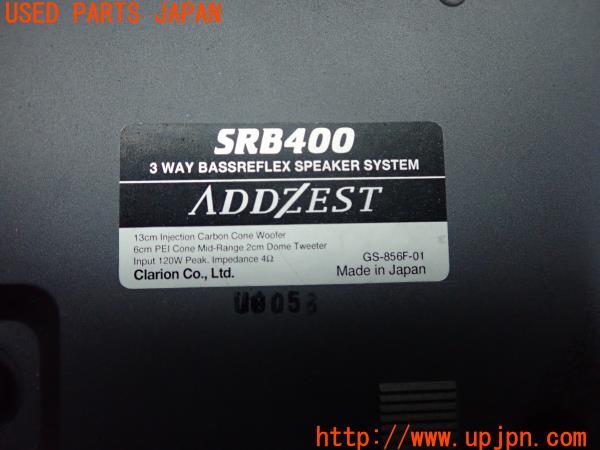 USED PARTS JAPAN
SRB400
3 WAY BASSREFLEX SPEAKER SYSTEM
ADDZEST
13cm Injection Carbon Cone Woofer
6cm PEI Cone Mid-Range 2cm Dome Tweeter
Input 120W Peak. Impedance 4Ω
GS-856F-01
Clarion Co., Ltd.
Made in Japan
http://www.upjpn.com/